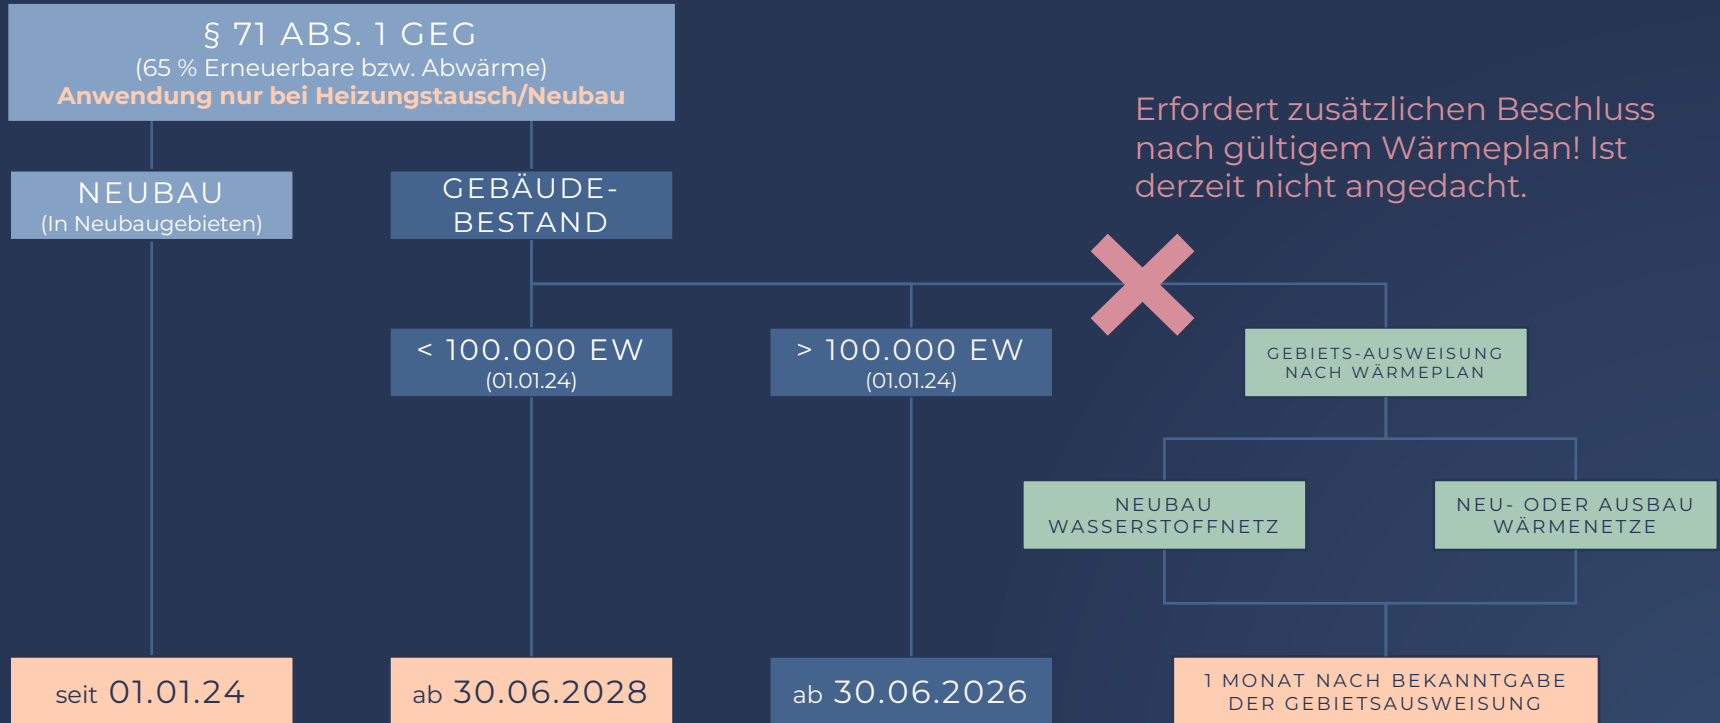 § 71 ABS. 1 GEG
(65 % Erneuerbare bzw. Abwärme)
Anwendung nur bei Heizungstausch/Neubau
Erfordert zusätzlichen Beschluss
nach gültigem Wärmeplan! Ist
derzeit nicht angedacht.
NEUBAU
(In Neubaugebieten)
GEBÄUDE-
BESTAND
< 100.000 EW
(01.01.24)
> 100.000 EW
(01.01.24)
GEBIETS-AUSWEISUNG
NACH WÄRMEPLAN
NEUBAU
WASSERSTOFFNETZ
NEU- ODER AUSBAU
WÄRMENETZE
seit 01.01.24
ab 30.06.2028
ab 30.06.2026
1 MONAT NACH BEKANNTGABE
DER GEBIETSAUSWEISUNG